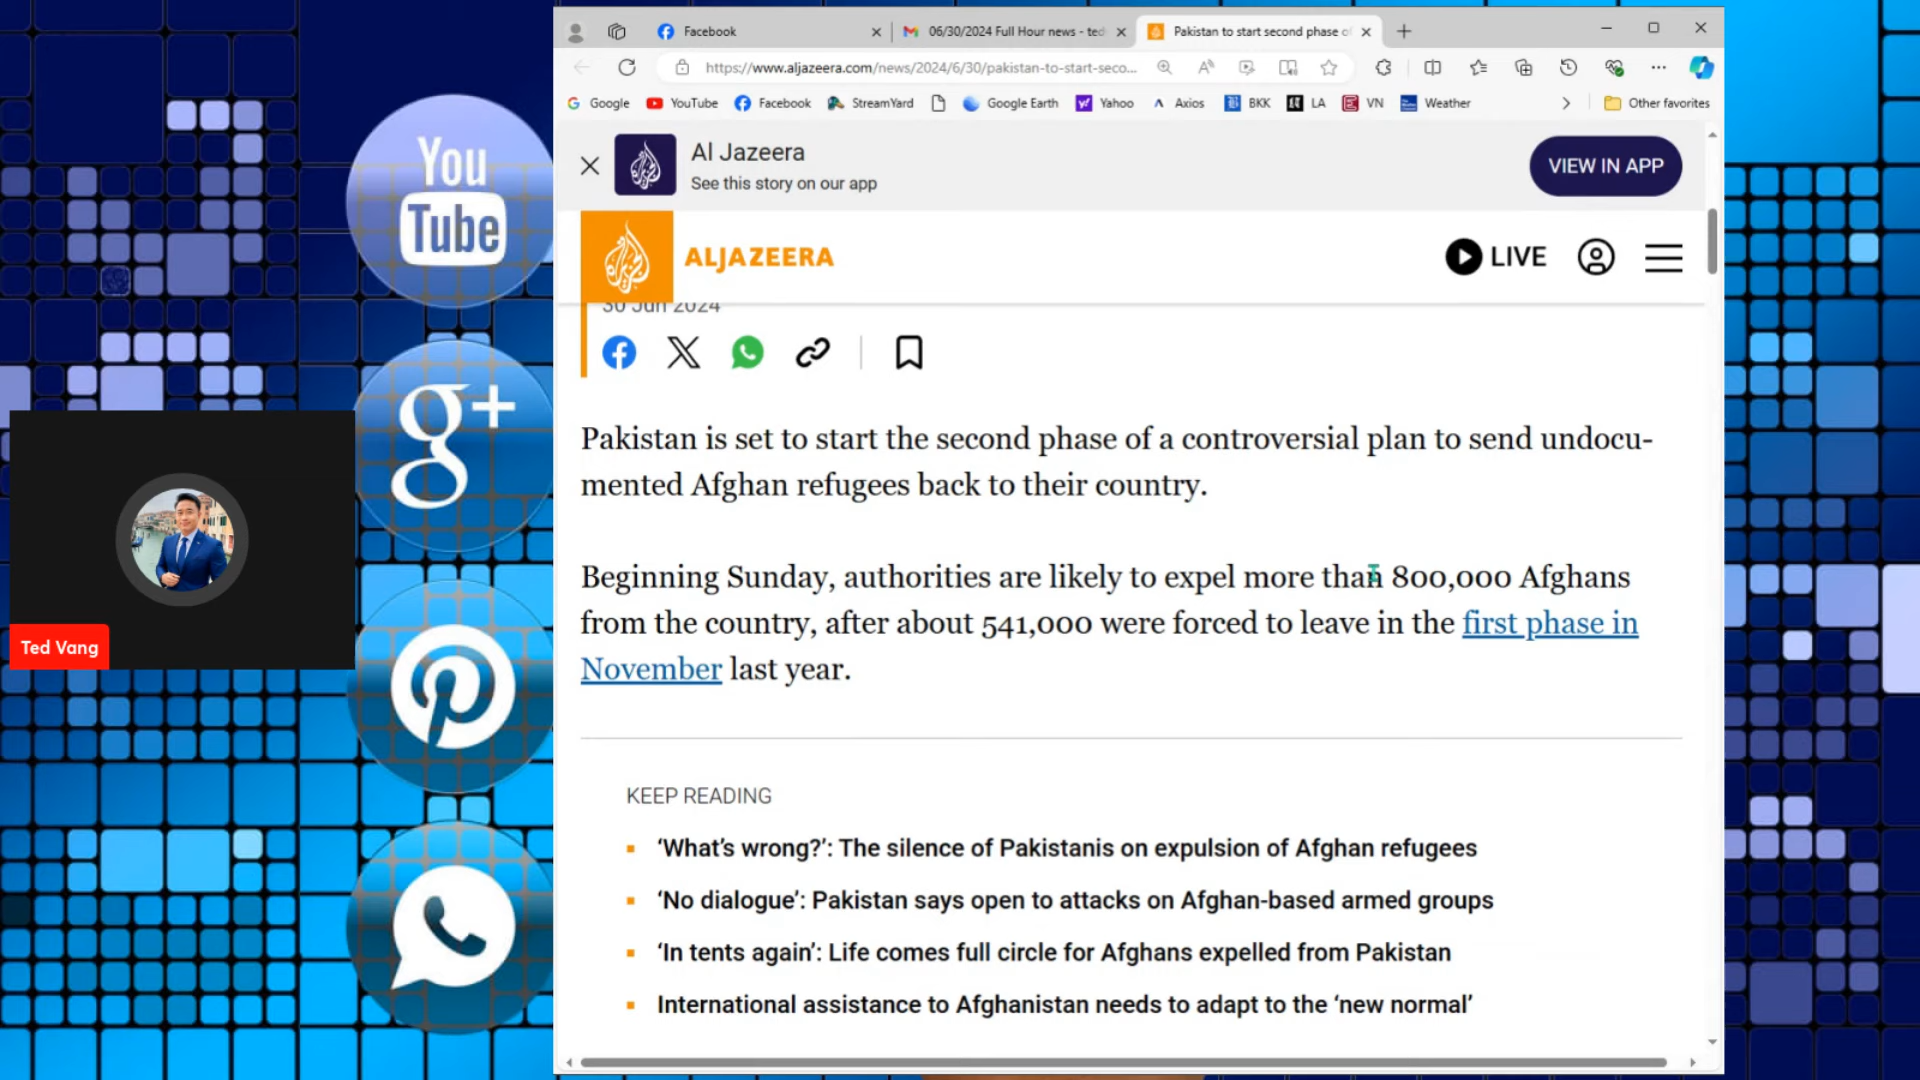 Facebook
06/30/2024 Full Hour news - ted
Pakistan to start second phase of
https://www.aljazeera.com/news/2024/6/30/pakistan-to-start-seco...
Google
YouTube
Facebook
StreamYard
Google Earth
Yahoo
Axios
BKK
LA
VN
Weather
Other favorites
Al Jazeera
See this story on our app
VIEW IN APP
ALJAZEERA
LIVE
30 Jun 2024
Pakistan is set to start the second phase of a controversial plan to send undocu-
mented Afghan refugees back to their country.
Beginning Sunday, authorities are likely to expel more than 800,000 Afghans
from the country, after about 541,000 were forced to leave in the first phase in
November last year.
KEEP READING
‘What’s wrong?’: The silence of Pakistanis on expulsion of Afghan refugees
‘No dialogue’: Pakistan says open to attacks on Afghan-based armed groups
‘In tents again’: Life comes full circle for Afghans expelled from Pakistan
International assistance to Afghanistan needs to adapt to the ‘new normal’
You
Tube
g+
Ted Vang